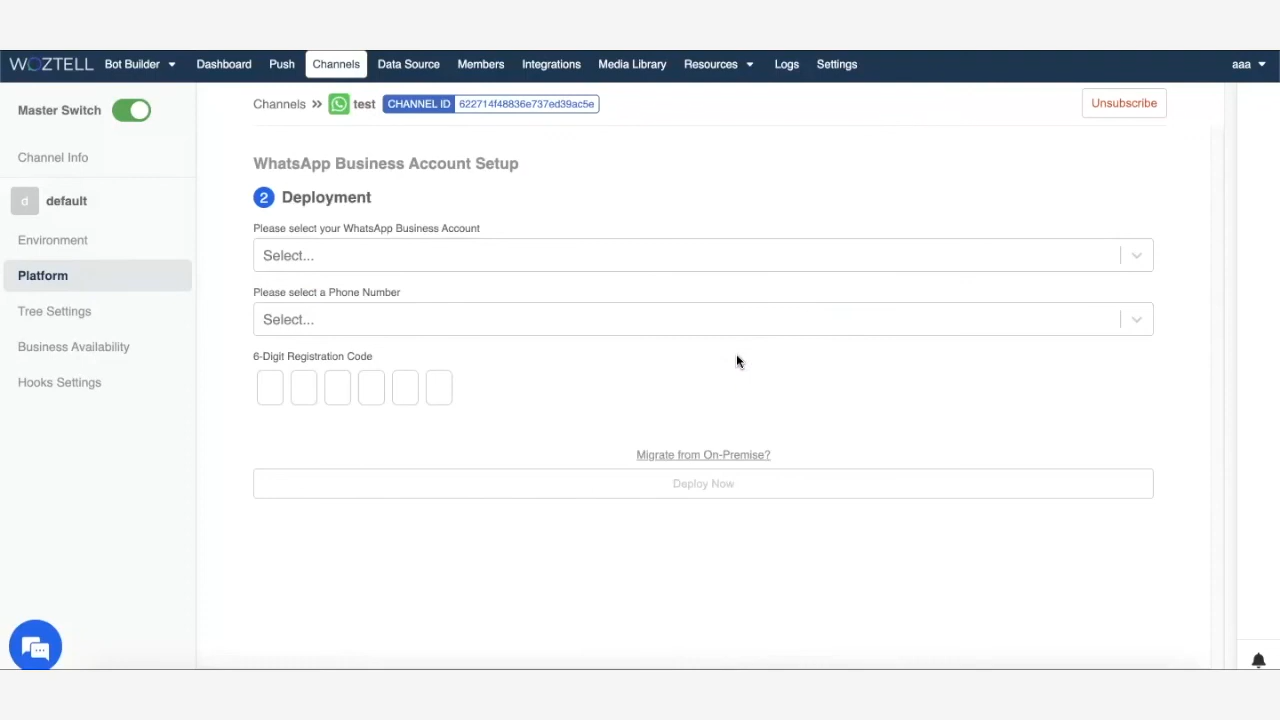 WOZTELL Bot Builder Dashboard Push Channels Data Source Members Integrations Media Library Resources Logs Settings aaa
Master Switch
Channel Info
d default
Environment
Platform
Tree Settings
Business Availability
Hooks Settings
Channels » test CHANNEL ID 622714f48836e737ed39ac5e Unsubscribe
WhatsApp Business Account Setup
2 Deployment
Please select your WhatsApp Business Account
Select...
Please select a Phone Number
Select...
6-Digit Registration Code
Migrate from On-Premise?
Deploy Now